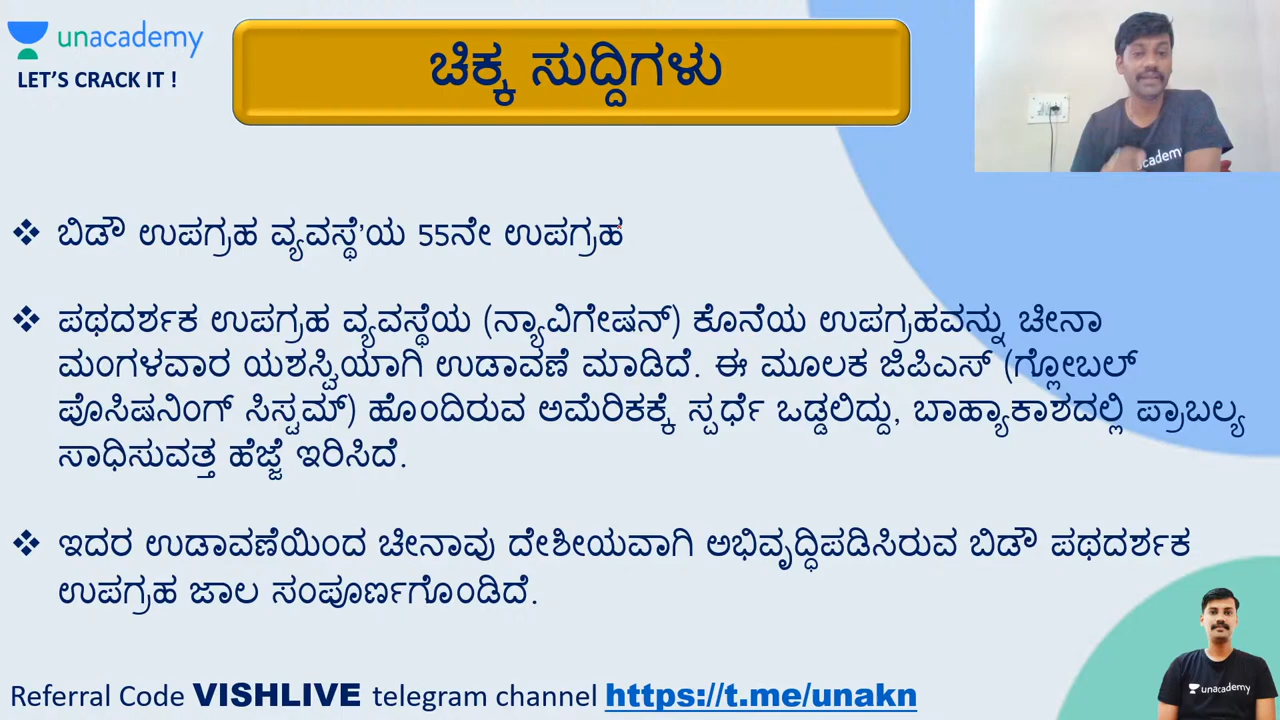 unacademy
LET'S CRACK IT !
ಚಿಕ್ಕ ಸುದ್ದಿಗಳು
academy
❖ ಬಿಡೌ ಉಪಗ್ರಹ ವ್ಯವಸ್ಥೆ'ಯ 55ನೇ ಉಪಗ್ರಹ
❖ ಪಥದರ್ಶಕ ಉಪಗ್ರಹ ವ್ಯವಸ್ಥೆಯ (ನ್ಯಾವಿಗೇಷನ್) ಕೊನೆಯ ಉಪಗ್ರಹವನ್ನು ಚೀನಾ
ಮಂಗಳವಾರ ಯಶಸ್ವಿಯಾಗಿ ಉಡಾವಣೆ ಮಾಡಿದೆ. ಈ ಮೂಲಕ ಜಿಪಿಎಸ್ (ಗ್ಲೋಬಲ್
ಪೊಸಿಷನಿಂಗ್ ಸಿಸ್ಟಮ್) ಹೊಂದಿರುವ ಅಮೆರಿಕಕ್ಕೆ ಸ್ಪರ್ಧೆ ಒಡ್ಡಲಿದ್ದು, ಬಾಹ್ಯಾಕಾಶದಲ್ಲಿ ಪ್ರಾಬಲ್ಯ
ಸಾಧಿಸುವತ್ತ ಹೆಜ್ಜೆ ಇರಿಸಿದೆ.
❖ ಇದರ ಉಡಾವಣೆಯಿಂದ ಚೀನಾವು ದೇಶೀಯವಾಗಿ ಅಭಿವೃದ್ಧಿಪಡಿಸಿರುವ ಬಿಡೌ ಪಥದರ್ಶಕ
ಉಪಗ್ರಹ ಜಾಲ ಸಂಪೂರ್ಣಗೊಂಡಿದೆ.
unacademy
Referral Code VISHLIVE telegram channel https://t.me/unakn